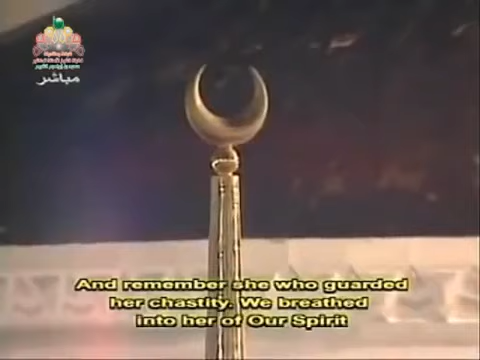 مباشر
And remember she who guarded
her chastity. We breathed
into her of Our Spirit